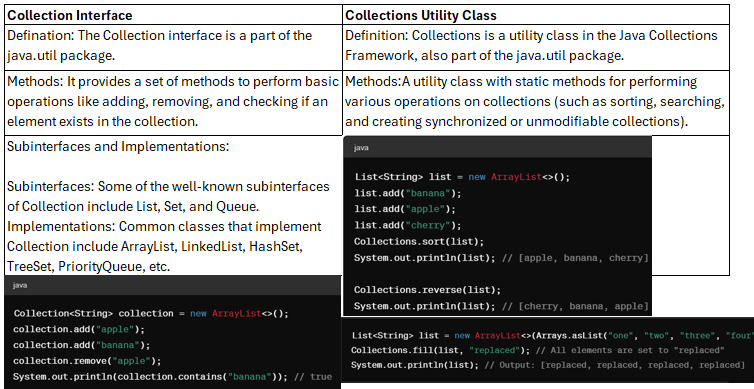 Collection Interface
Collections Utility Class
Defination: The Collection interface is a part of the
java.util package.
Definition: Collections is a utility class in the Java Collections
Framework, also part of the java.util package.
Methods: It provides a set of methods to perform basic
operations like adding, removing, and checking if an
element exists in the collection.
Methods:A utility class with static methods for performing
various operations on collections (such as sorting, searching,
and creating synchronized or unmodifiable collections).
Subinterfaces and Implementations:
Subinterfaces: Some of the well-known subinterfaces
of Collection include List, Set, and Queue.
Implementations: Common classes that implement
Collection include ArrayList, LinkedList, HashSet,
TreeSet, PriorityQueue, etc.
java
List<String> list = new ArrayList<>();
list.add("banana");
list.add("apple");
list.add("cherry");
Collections.sort(list);
System.out.println(list); // [apple, banana, cherry]
Collections.reverse(list);
System.out.println(list); // [cherry, banana, apple]
java
Collection<String> collection = new ArrayList<>();
collection.add("apple");
collection.add("banana");
collection.remove("apple");
System.out.println(collection.contains("banana")); // true
List<String> list = new ArrayList<>(Arrays.asList("one", "two", "three", "four"
Collections.fill(list, "replaced"); // All elements are set to "replaced"
System.out.println(list); // Output: [replaced, replaced, replaced, replaced]